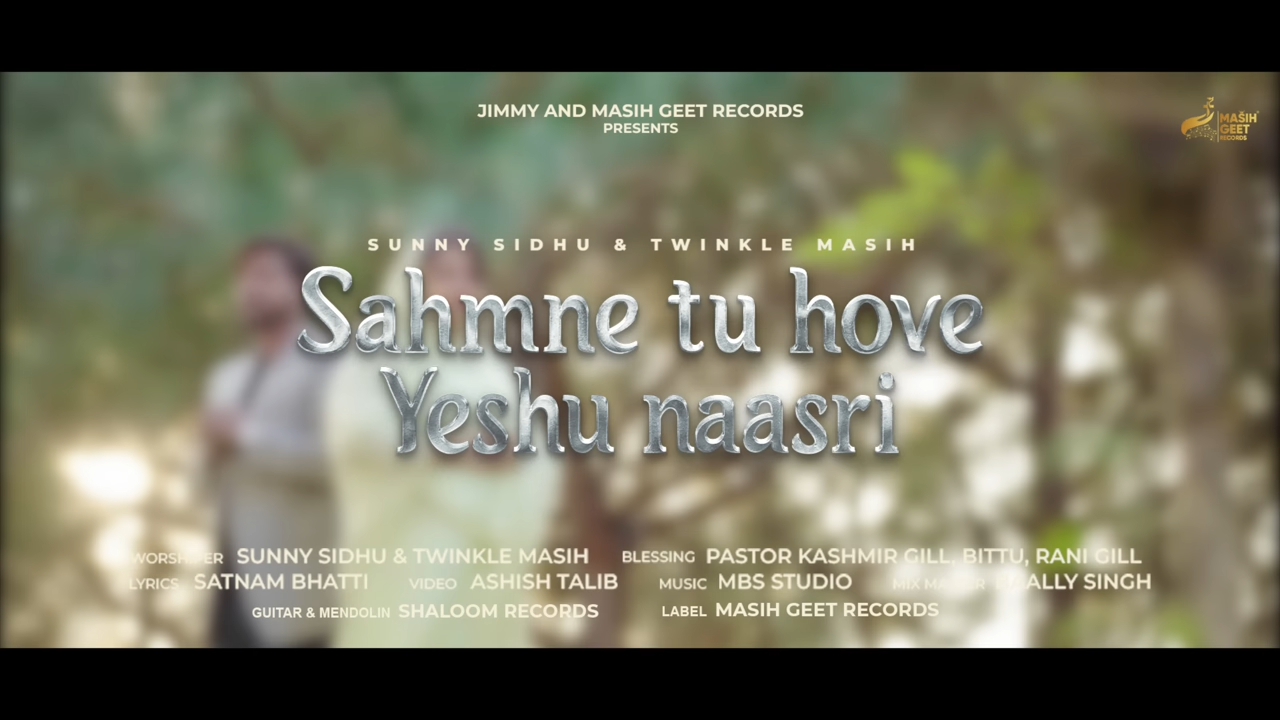 JIMMY AND MASIH GEET RECORDS
PRESENTS
MASIH
GEET
RECORDS
SUNNY SIDHU & TWINKLE MASIH
Sahmne tu hove
Yeshu naasri
SUNNY SIDHU & TWINKLE MASIH BLESSING PASTOR KASHMIR GILL, BITTU, RANI GILL
LYRICS SATNAM BHATTI VIDEO ASHISH TALIB MUSIC MBS STUDIO MIX SINGH
GUITAR & MENDOLIN SHALOOM RECORDS LABEL MASIH GEET RECORDS